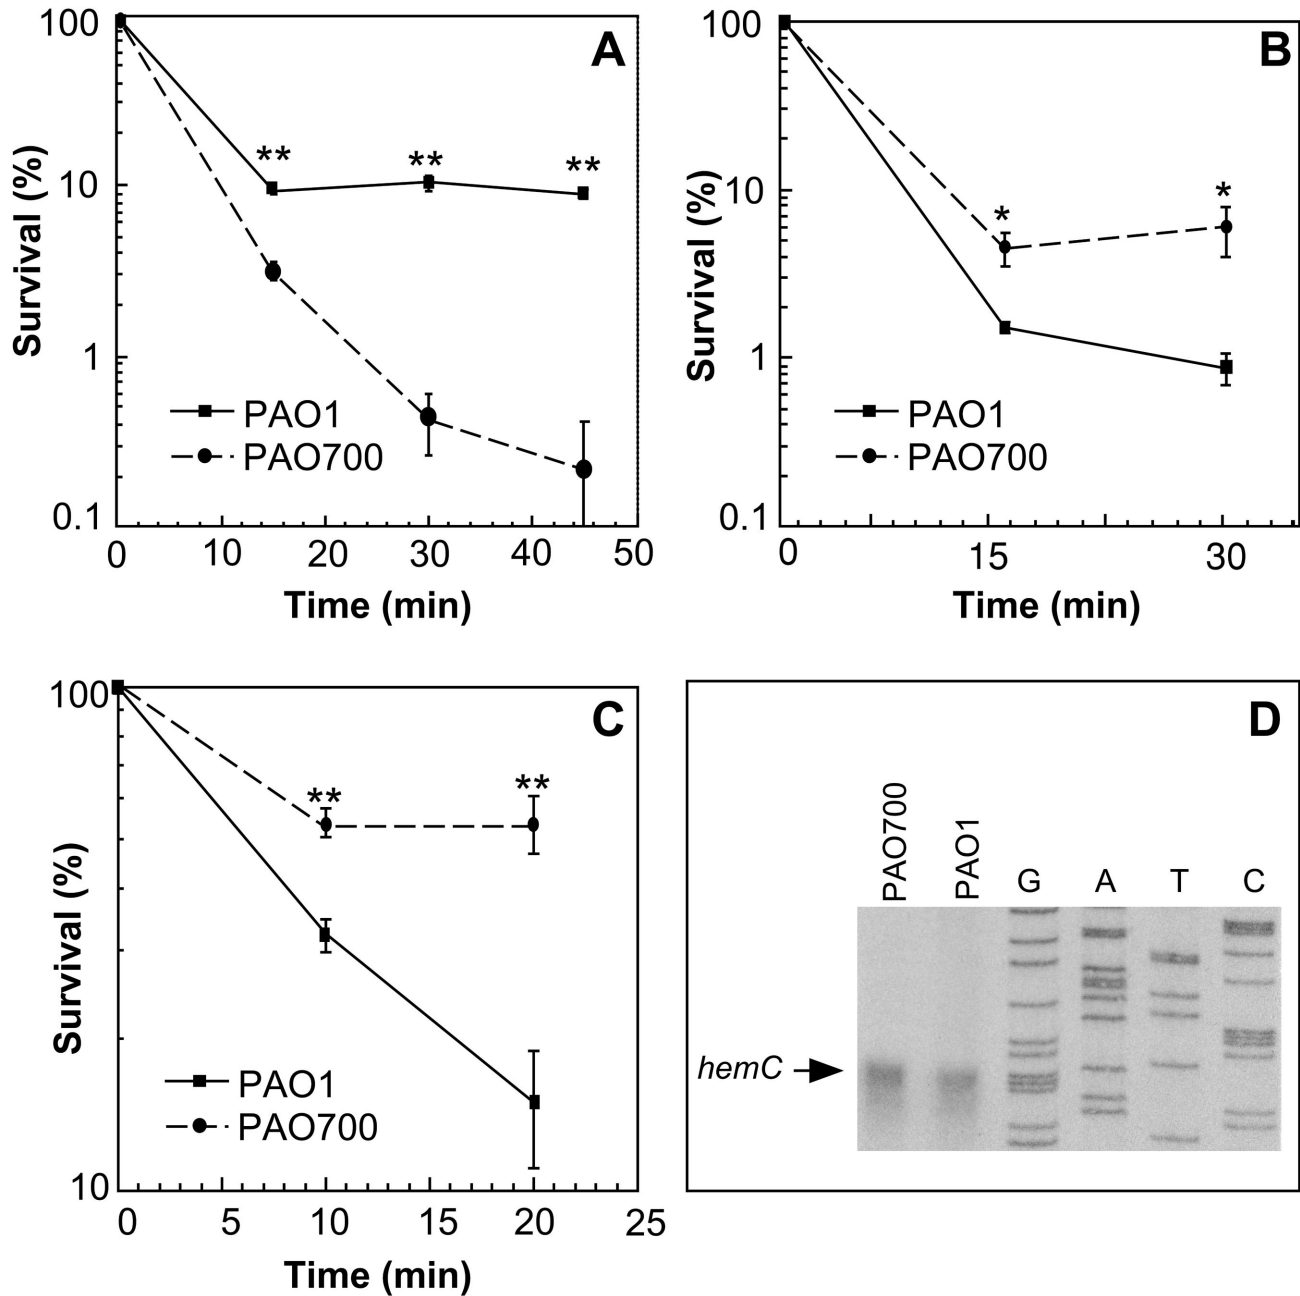 A
100
10
1
0.1
Survival (%)
** ** **
PAO1
PAO700
0 10 20 30 40 50
Time (min)
B
100
10
1
0.1
Survival (%)
* *
PAO1
PAO700
0 15 30
Time (min)
C
100
10
Survival (%)
** **
PAO1
PAO700
0 5 10 15 20 25
Time (min)
D
PAO700 PAO1 G A T C
hemC